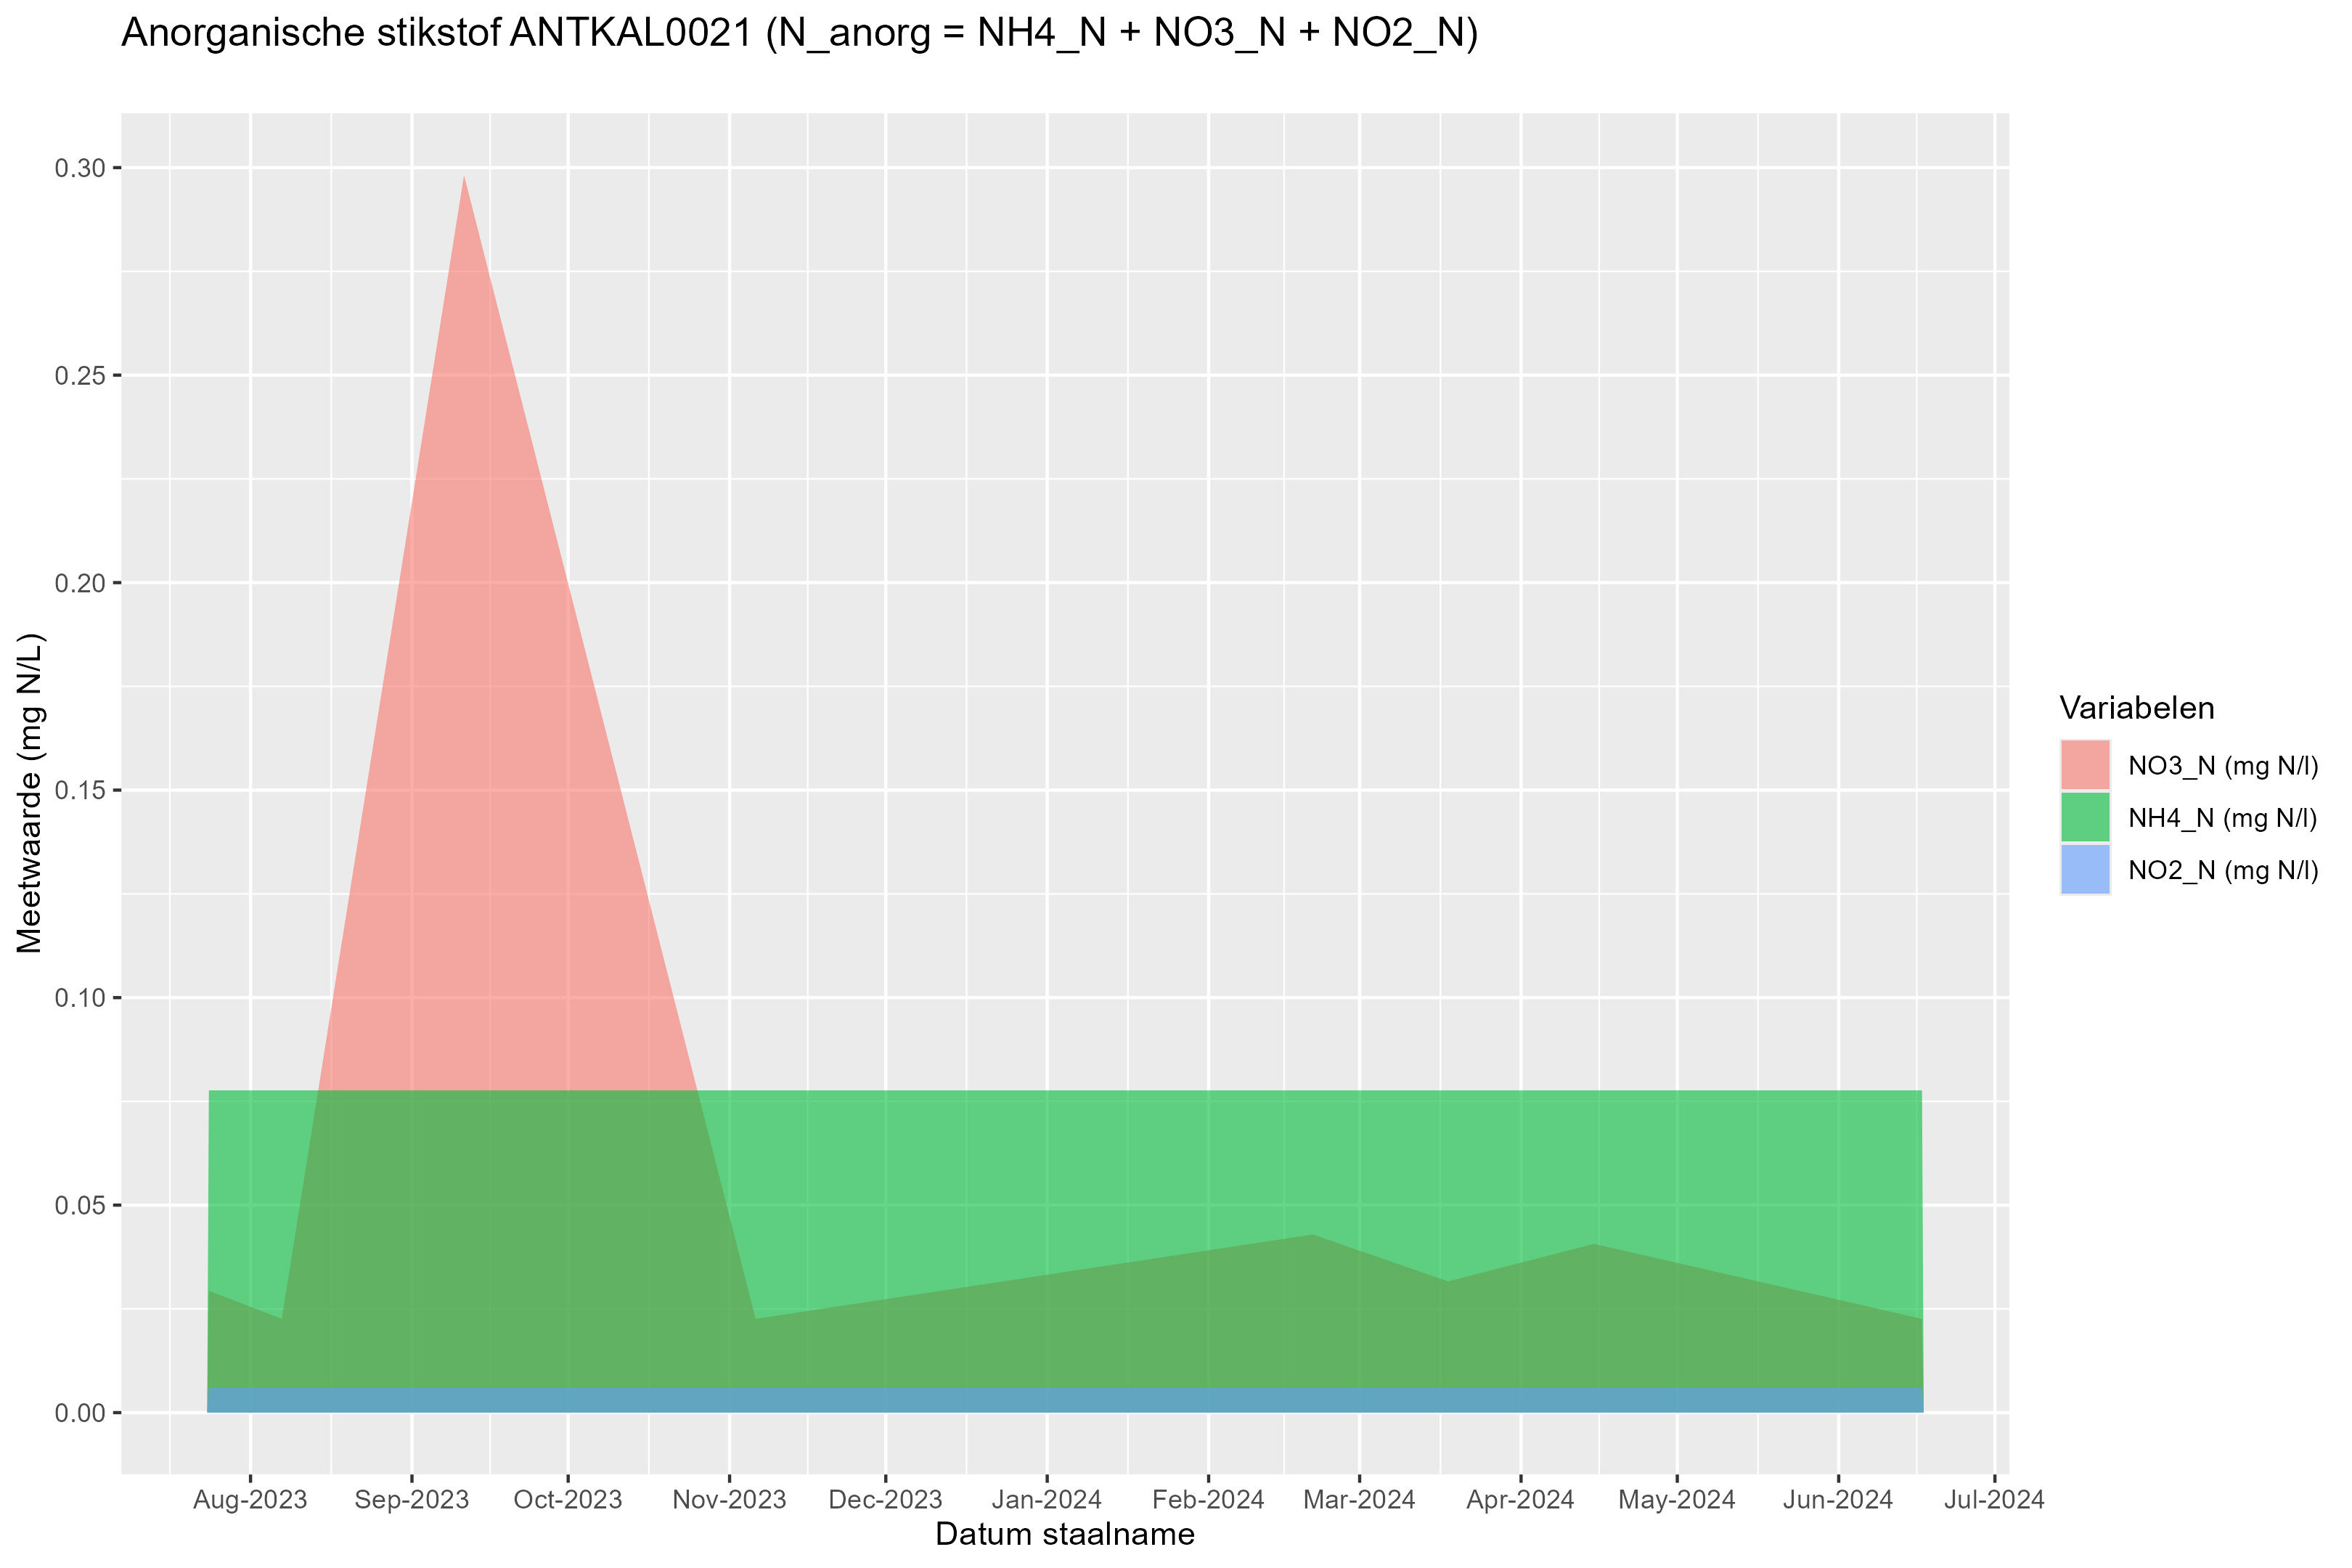 Anorganische stikstof ANTKAL0021 (N_anorg = NH4_N + NO3_N + NO2_N)
Meetwaarde (mg N/L)
0.30
0.25
0.20
0.15
0.10
0.05
0.00
Aug-2023 Sep-2023 Oct-2023 Nov-2023 Dec-2023 Jan-2024 Feb-2024 Mar-2024 Apr-2024 May-2024 Jun-2024 Jul-2024
Datum staalname
Variabelen
NO3_N (mg N/l)
NH4_N (mg N/l)
NO2_N (mg N/l)